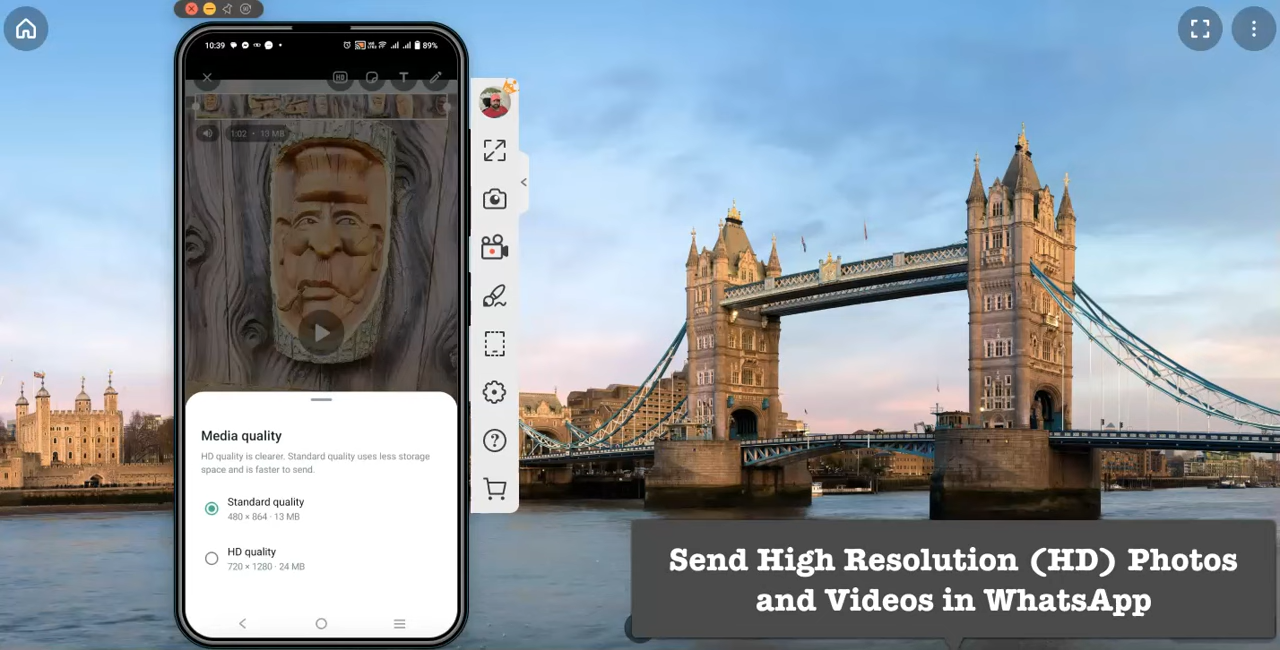 10:39
89%
HD
T
1:02 • 13 MB
Media quality
HD quality is clearer. Standard quality uses less storage
space and is faster to send.
Standard quality
480 × 864 · 13 MB
HD quality
720 × 1280 · 24 MB
Send High Resolution (HD) Photos
and Videos in WhatsApp